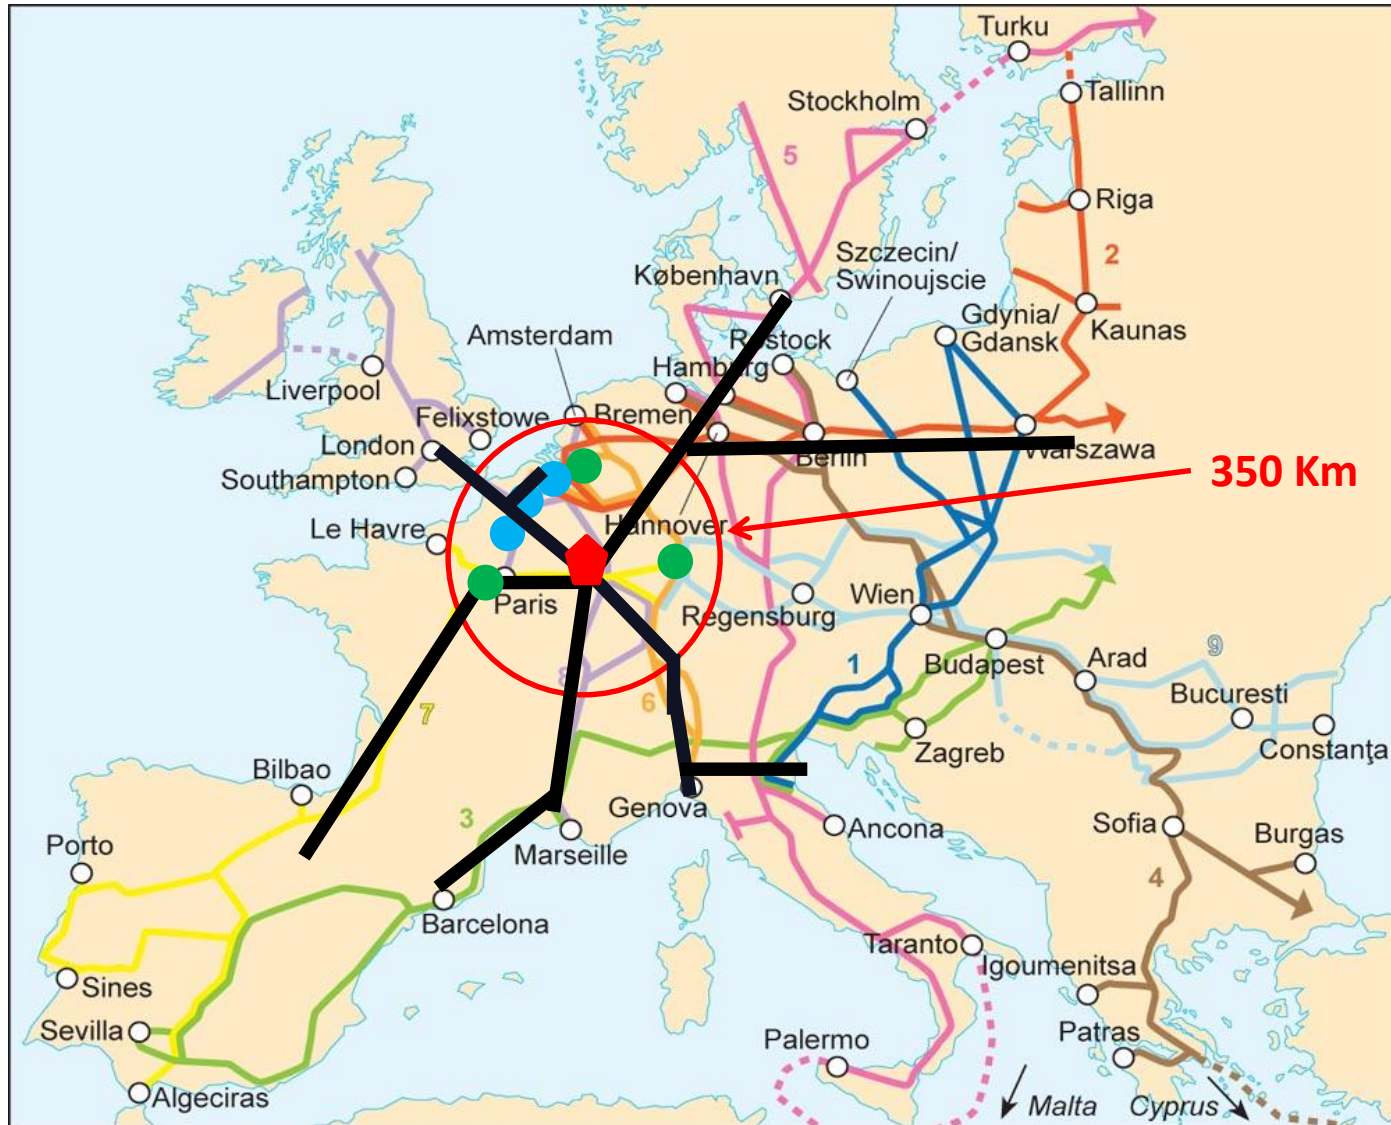 Turku
Tallinn
Stockholm
5
Riga
2
Szczecin/
Swinoujscie
København
Gdynia/
Gdansk
Kaunas
Amsterdam
Rostock
Hamburg
Liverpool
Felixstowe
Bremen
London
Berlin
Warszawa
Southampton
350 Km
Le Havre
Hannover
Paris
Regensburg
Wien
Budapest
9
Arad
1
8
6
Bucuresti
7
Zagreb
Constanţa
Bilbao
Genova
3
Ancona
Sofia
Burgas
Porto
Marseille
4
Barcelona
Taranto
Igoumenitsa
Sines
Sevilla
Patras
Palermo
Algeciras
Malta
Cyprus